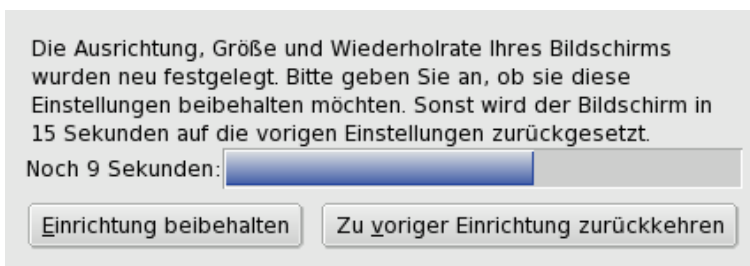 Die Ausrichtung, Größe und Wiederholrate Ihres Bildschirms
wurden neu festgelegt. Bitte geben Sie an, ob sie diese
Einstellungen beibehalten möchten. Sonst wird der Bildschirm in
15 Sekunden auf die vorigen Einstellungen zurückgesetzt.
Noch 9 Sekunden:
Einrichtung beibehalten
Zu voriger Einrichtung zurückkehren